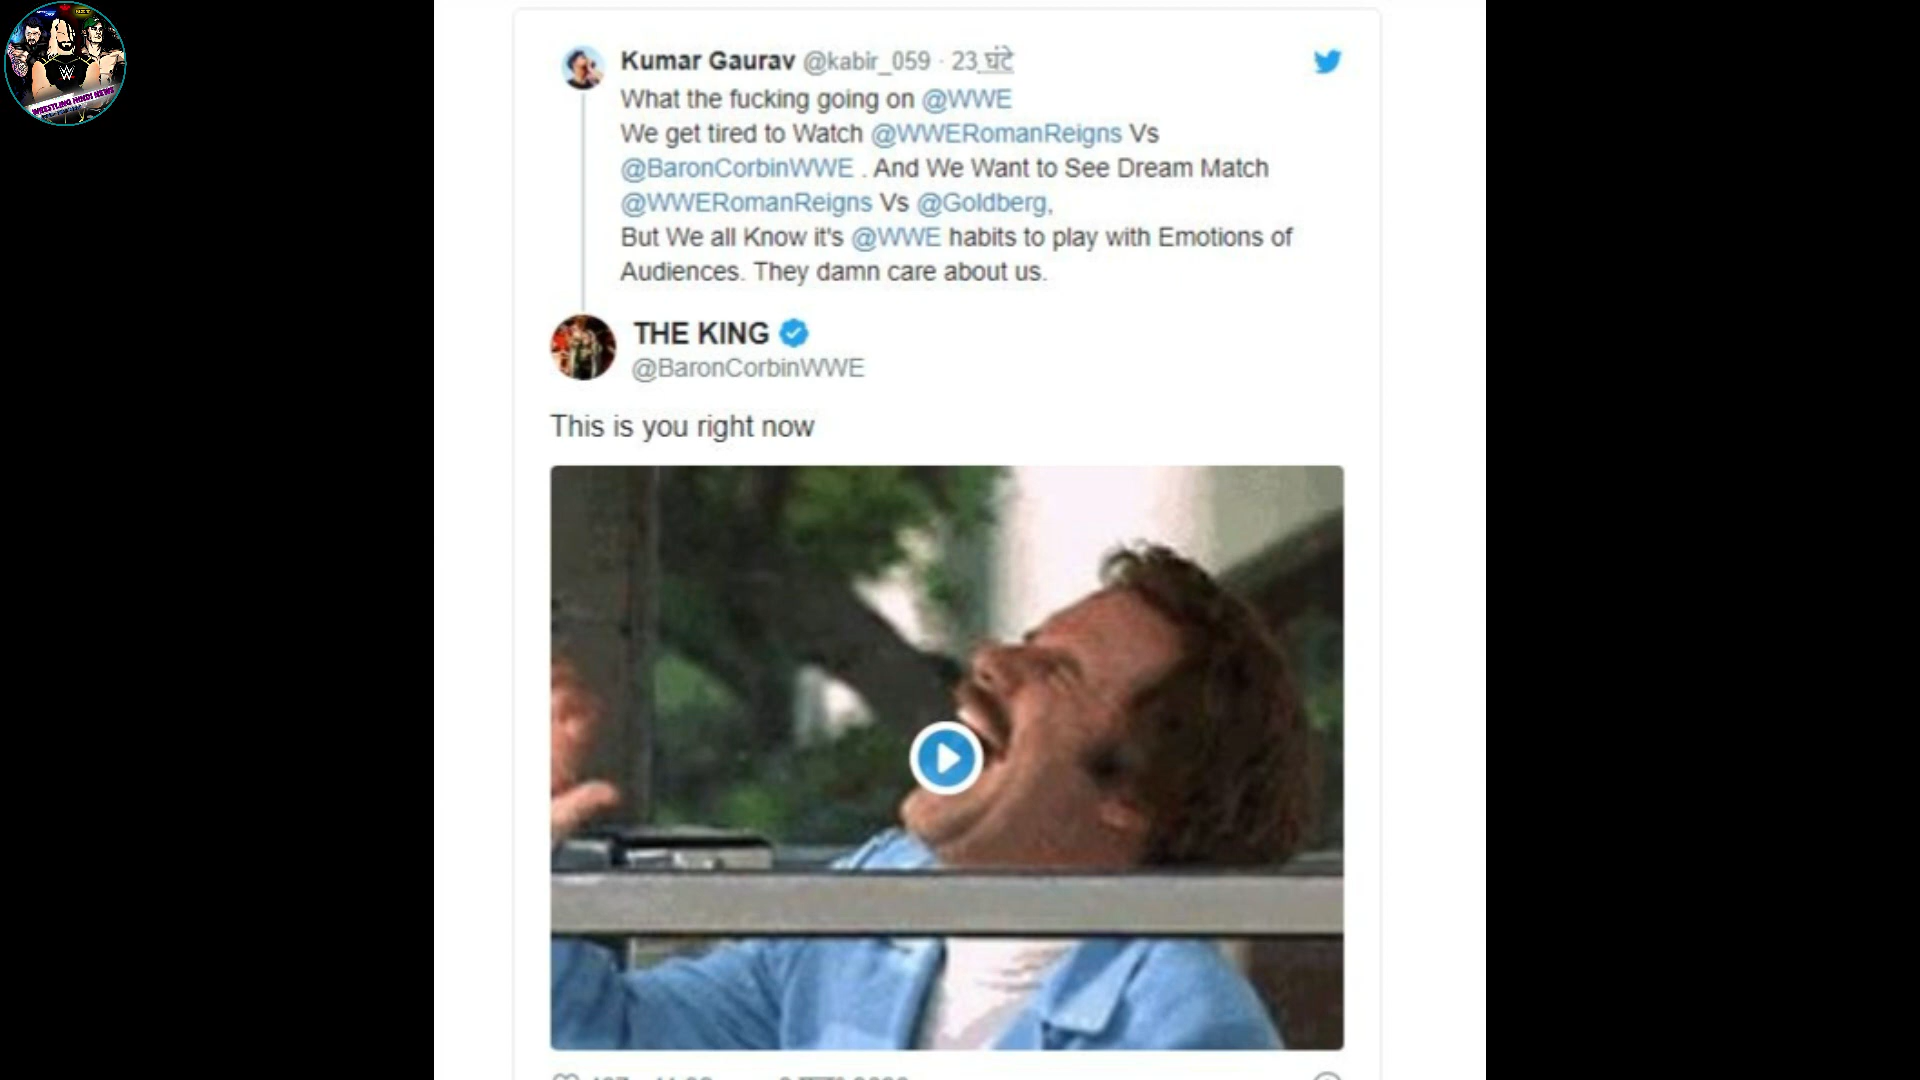 Kumar Gaurav @kabir_059 · 23 घंटे
What the fucking going on @WWE
We get tired to Watch @WWERomanReigns Vs
@BaronCorbinWWE . And We Want to See Dream Match
@WWERomanReigns Vs @Goldberg,
But We all Know it's @WWE habits to play with Emotions of
Audiences. They damn care about us.
THE KING
@BaronCorbinWWE
This is you right now
WRESTLING HINDI NEWS